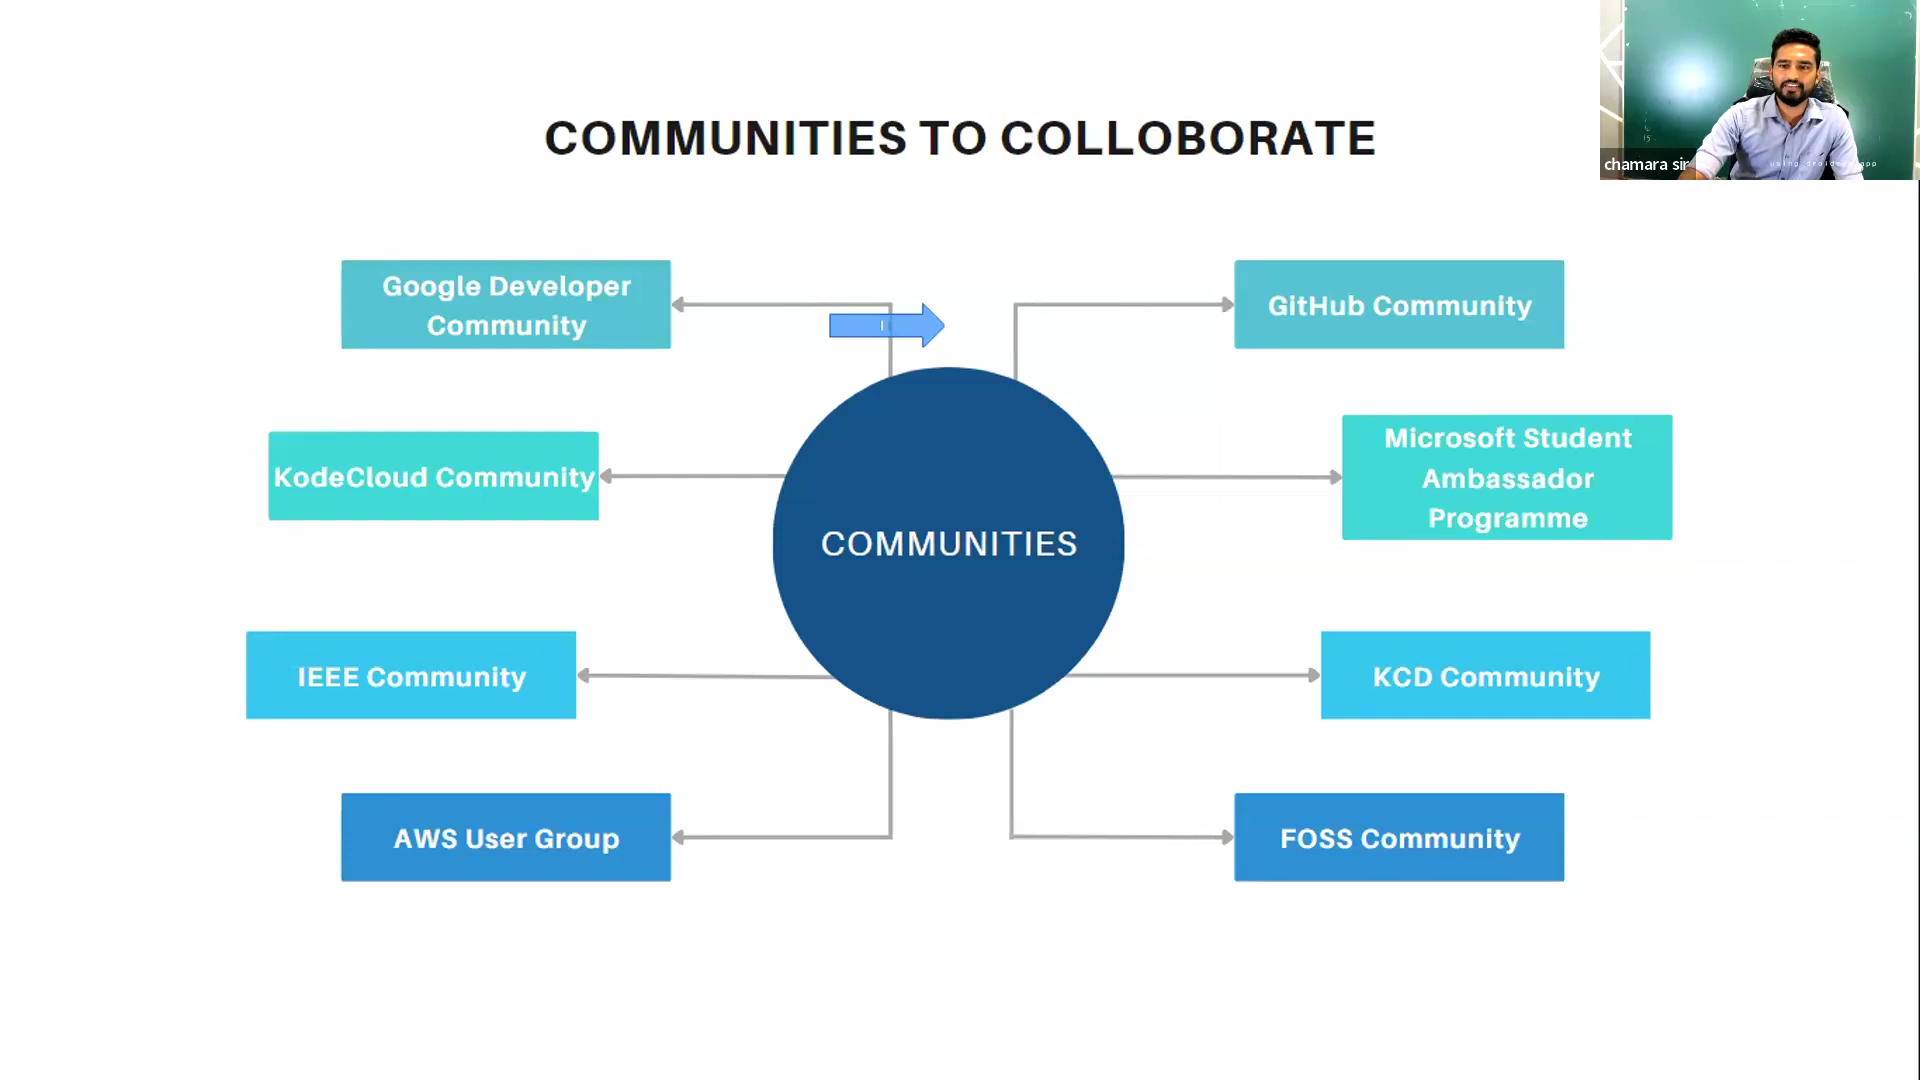 COMMUNITIES TO COLLOBORATE
chamara sir
Google Developer
Community
GitHub Community
KodeCloud Community
Microsoft Student
Ambassador
Programme
COMMUNITIES
IEEE Community
KCD Community
AWS User Group
FOSS Community